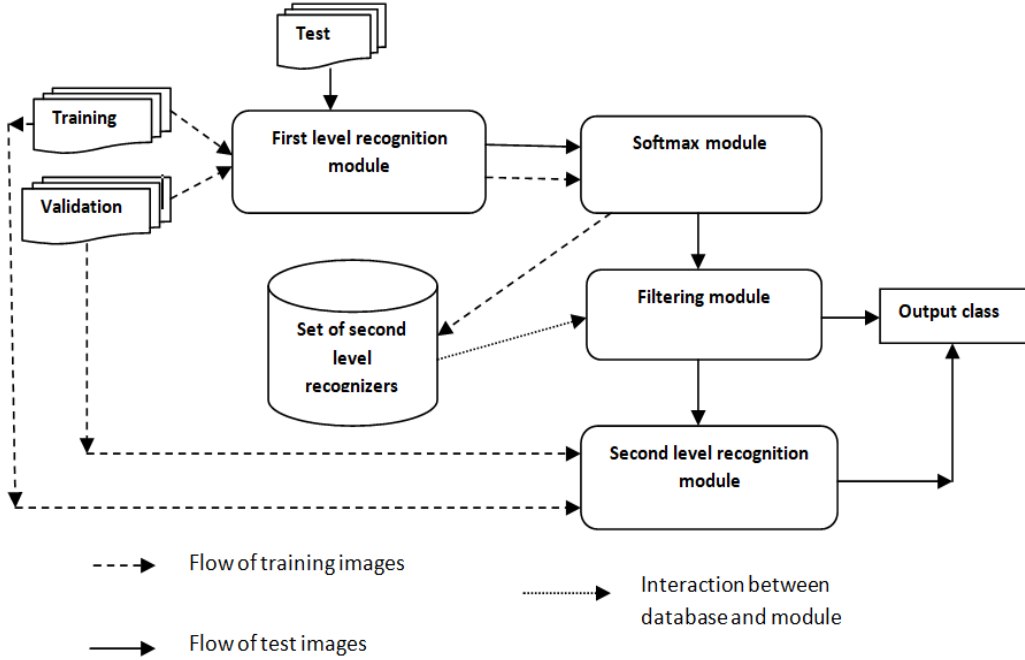 Test
Training
First level recognition
module
Softmax module
Validation
Filtering module
Set of second
level
recognizers
Output class
Second level recognition
module
Flow of training images
Interaction between
database and module
Flow of test images